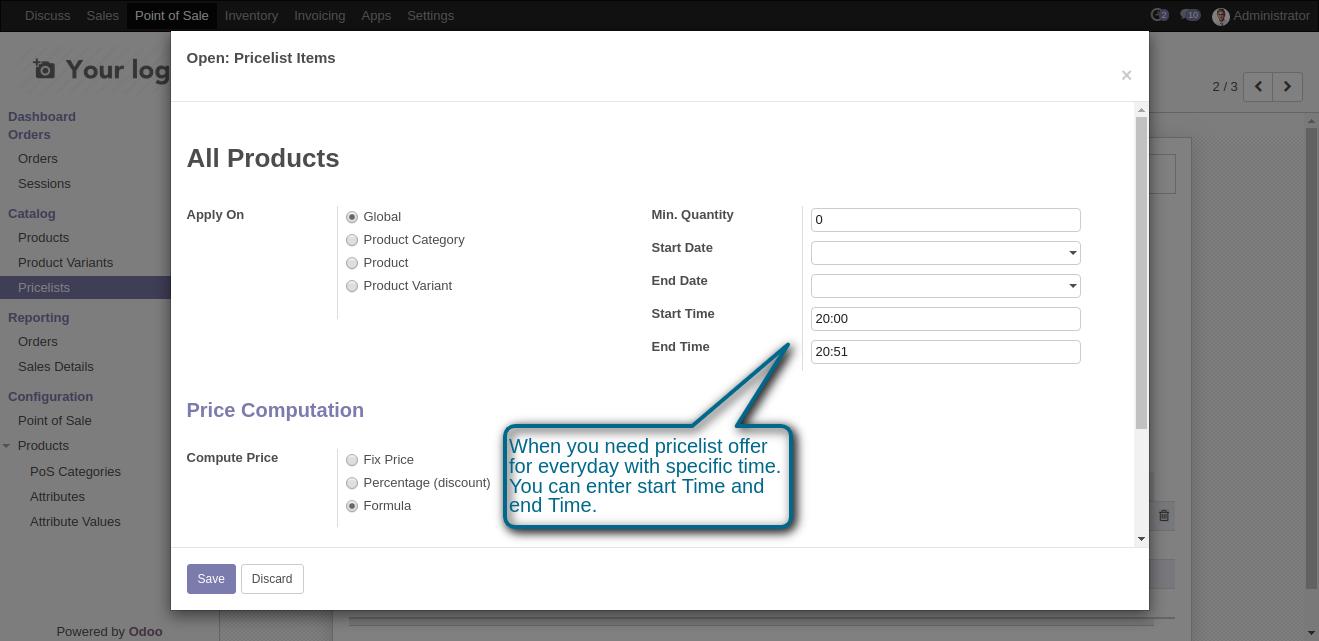 Discuss Sales Point of Sale Inventory Invoicing Apps Settings 2 10 Administrator
Open: Pricelist Items
×
Your log
2 / 3
Dashboard
Orders
Orders
Sessions
Catalog
Products
Product Variants
Pricelists
Reporting
Orders
Sales Details
Configuration
Point of Sale
Products
PoS Categories
Attributes
Attribute Values
Powered by Odoo
All Products
Apply On
Global
Product Category
Product
Product Variant
Min. Quantity 0
Start Date
End Date
Start Time 20:00
End Time 20:51
Price Computation
Compute Price
Fix Price
Percentage (discount)
Formula
When you need pricelist offer
for everyday with specific time.
You can enter start Time and
end Time.
Save Discard